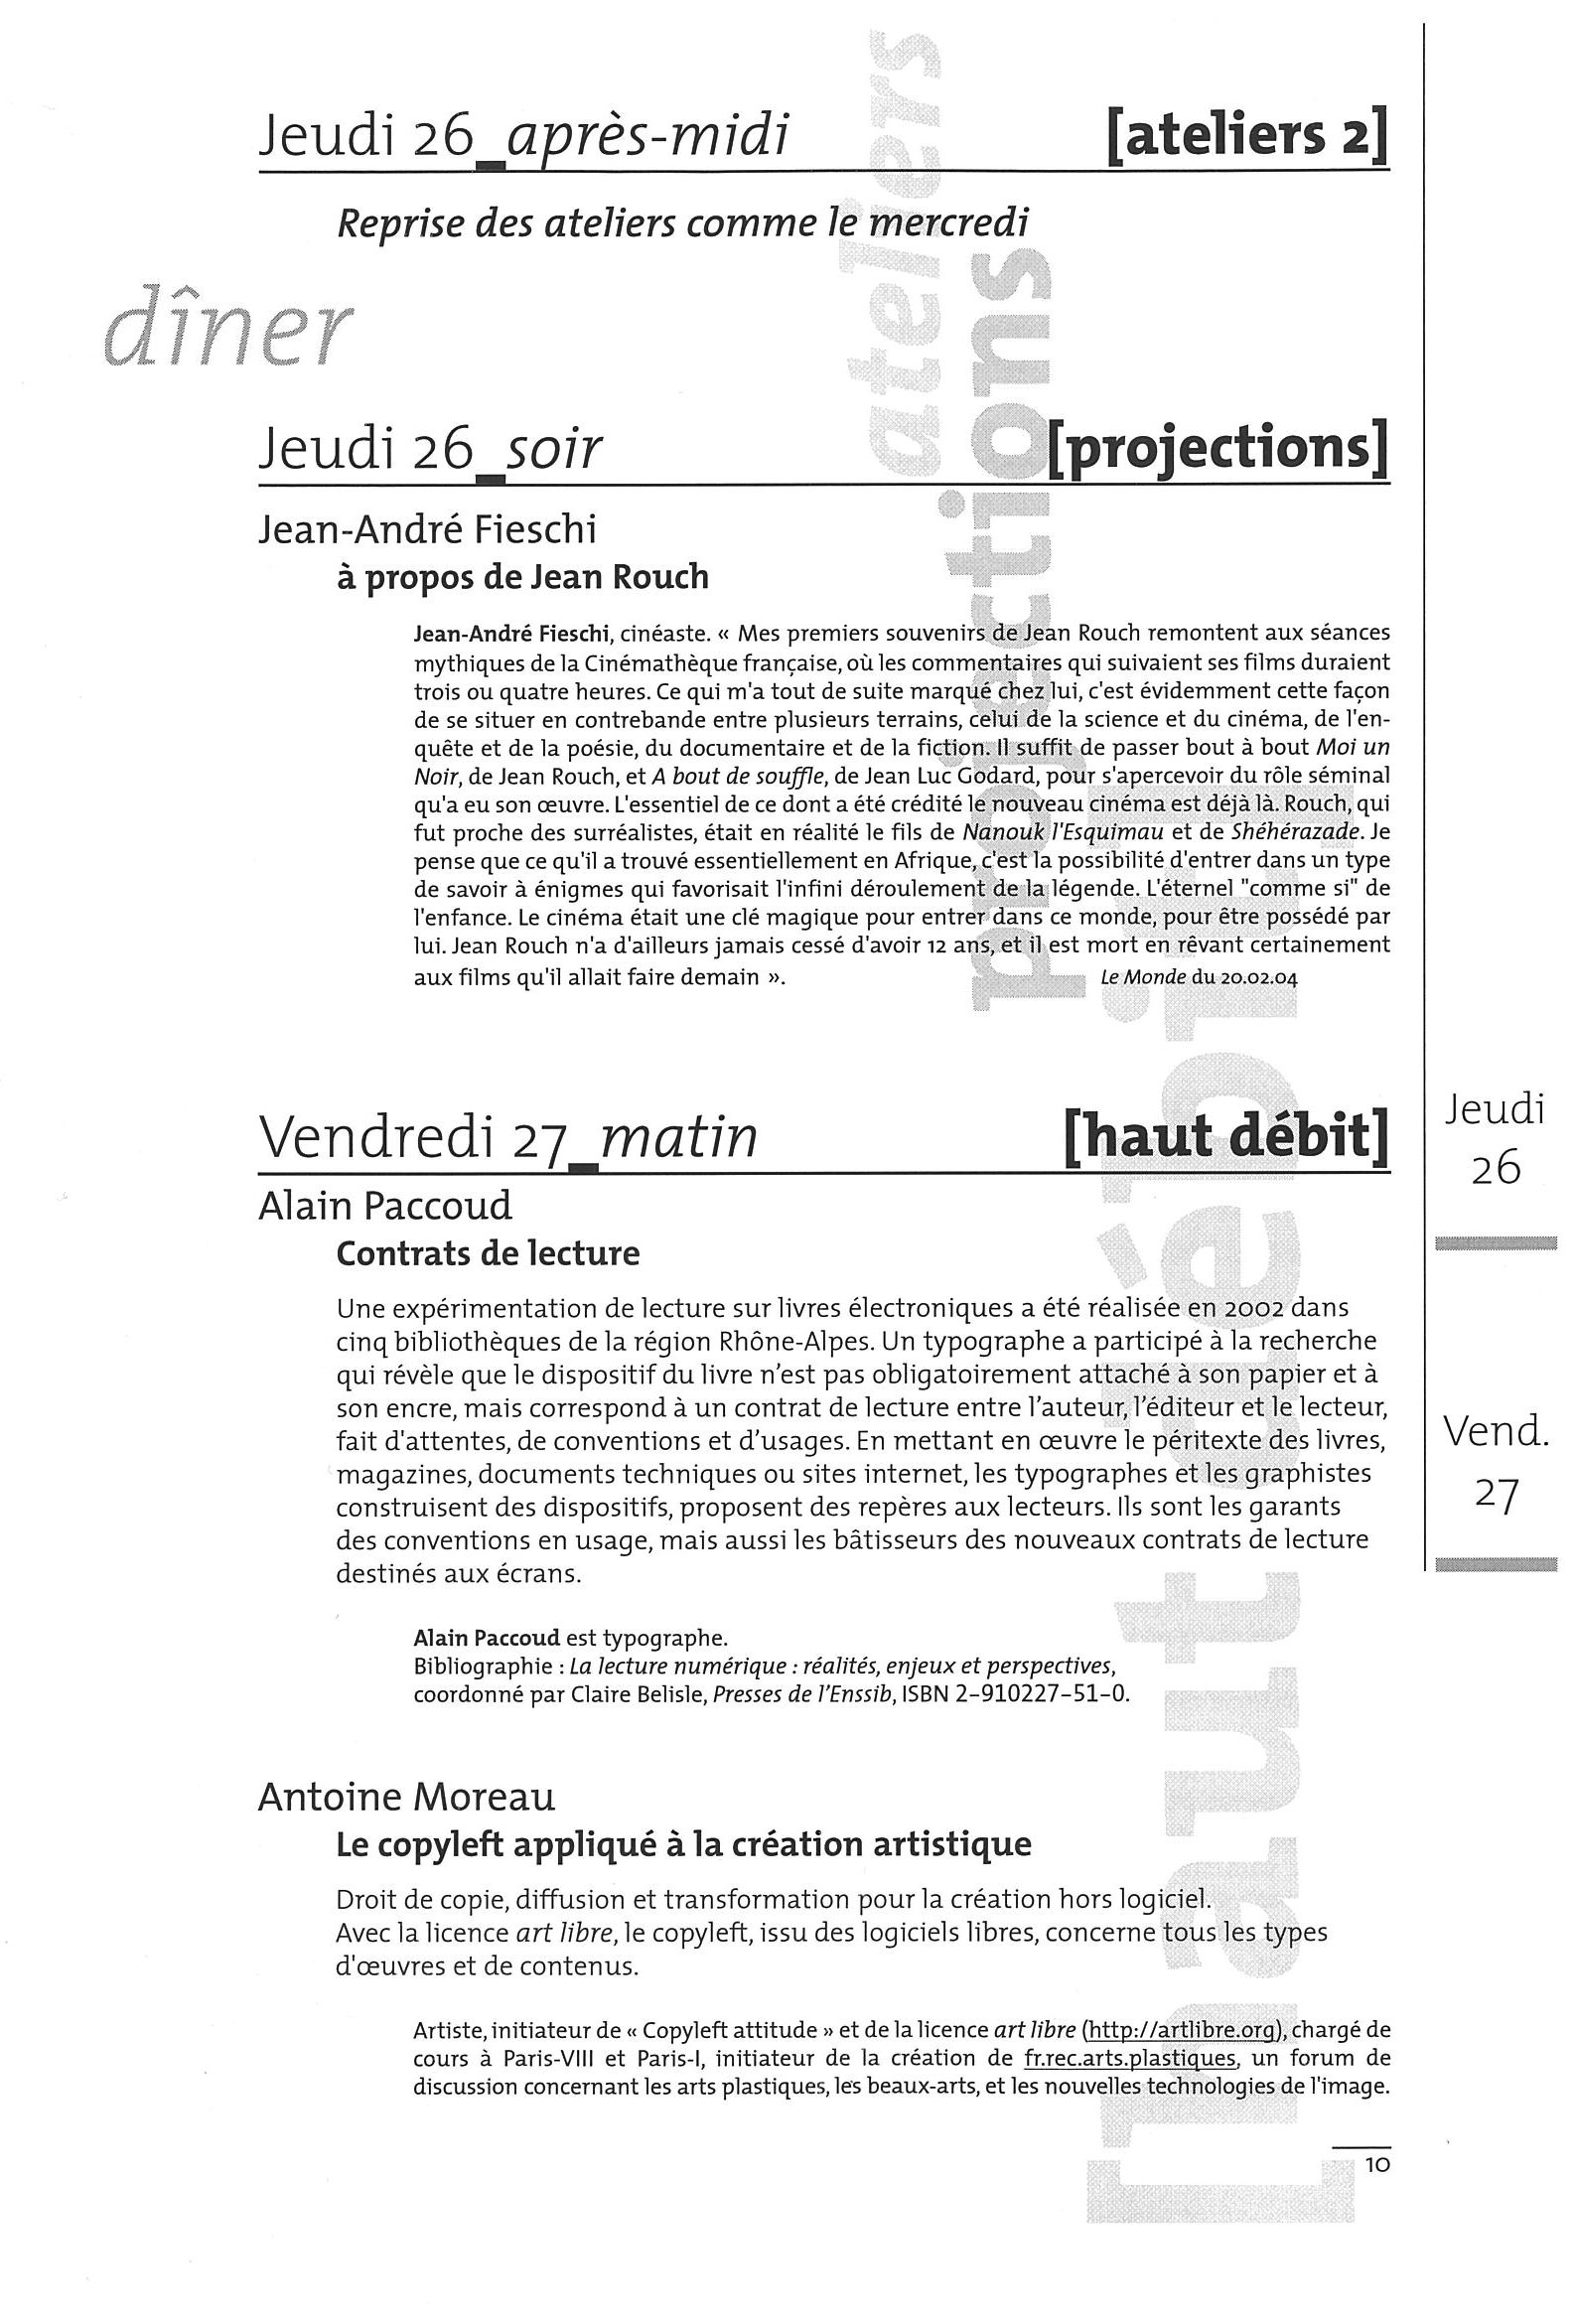 Jeudi 26_après-midi [ateliers 2]
Reprise des ateliers comme le mercredi
dîner
Jeudi 26_soir [projections]
Jean-André Fieschi
à propos de Jean Rouch
Jean-André Fieschi, cinéaste. « Mes premiers souvenirs de Jean Rouch remontent aux séances
mythiques de la Cinémathèque française, où les commentaires qui suivaient ses films duraient
trois ou quatre heures. Ce qui m'a tout de suite marqué chez lui, c'est évidemment cette façon
de se situer en contrebande entre plusieurs terrains, celui de la science et du cinéma, de l'en-
quête et de la poésie, du documentaire et de la fiction. Il suffit de passer bout à bout Moi un
Noir, de Jean Rouch, et A bout de souffle, de Jean Luc Godard, pour s'apercevoir du rôle séminal
qu'a eu son œuvre. L'essentiel de ce dont a été crédité le nouveau cinéma est déjà là. Rouch, qui
fut proche des surréalistes, était en réalité le fils de Nanouk l'Esquimau et de Shéhérazade. Je
pense que ce qu'il a trouvé essentiellement en Afrique, c'est la possibilité d'entrer dans un type
de savoir à énigmes qui favorisait l'infini déroulement de la légende. L'éternel "comme si" de
l'enfance. Le cinéma était une clé magique pour entrer dans ce monde, pour être possédé par
lui. Jean Rouch n'a d'ailleurs jamais cessé d'avoir 12 ans, et il est mort en rêvant certainement
aux films qu'il allait faire demain ». Le Monde du 20.02.04
Vendredi 27_matin [haut débit]
Alain Paccoud
Contrats de lecture
Une expérimentation de lecture sur livres électroniques a été réalisée en 2002 dans
cinq bibliothèques de la région Rhône-Alpes. Un typographe a participé à la recherche
qui révèle que le dispositif du livre n’est pas obligatoirement attaché à son papier et à
son encre, mais correspond à un contrat de lecture entre l’auteur, l’éditeur et le lecteur,
fait d'attentes, de conventions et d’usages. En mettant en œuvre le péritexte des livres,
magazines, documents techniques ou sites internet, les typographes et les graphistes
construisent des dispositifs, proposent des repères aux lecteurs. Ils sont les garants
des conventions en usage, mais aussi les bâtisseurs des nouveaux contrats de lecture
destinés aux écrans.
Alain Paccoud est typographe.
Bibliographie : La lecture numérique : réalités, enjeux et perspectives,
coordonné par Claire Belisle, Presses de l’Enssib, ISBN 2-910227-51-0.
Antoine Moreau
Le copyleft appliqué à la création artistique
Droit de copie, diffusion et transformation pour la création hors logiciel.
Avec la licence art libre, le copyleft, issu des logiciels libres, concerne tous les types
d'œuvres et de contenus.
Artiste, initiateur de « Copyleft attitude » et de la licence art libre (http://artlibre.org), chargé de
cours à Paris-VIII et Paris-I, initiateur de la création de fr.rec.arts.plastiques, un forum de
discussion concernant les arts plastiques, les beaux-arts, et les nouvelles technologies de l'image.
10
Jeudi
26
Vend.
27
ateliers
ateliers
projections
[haut débit]